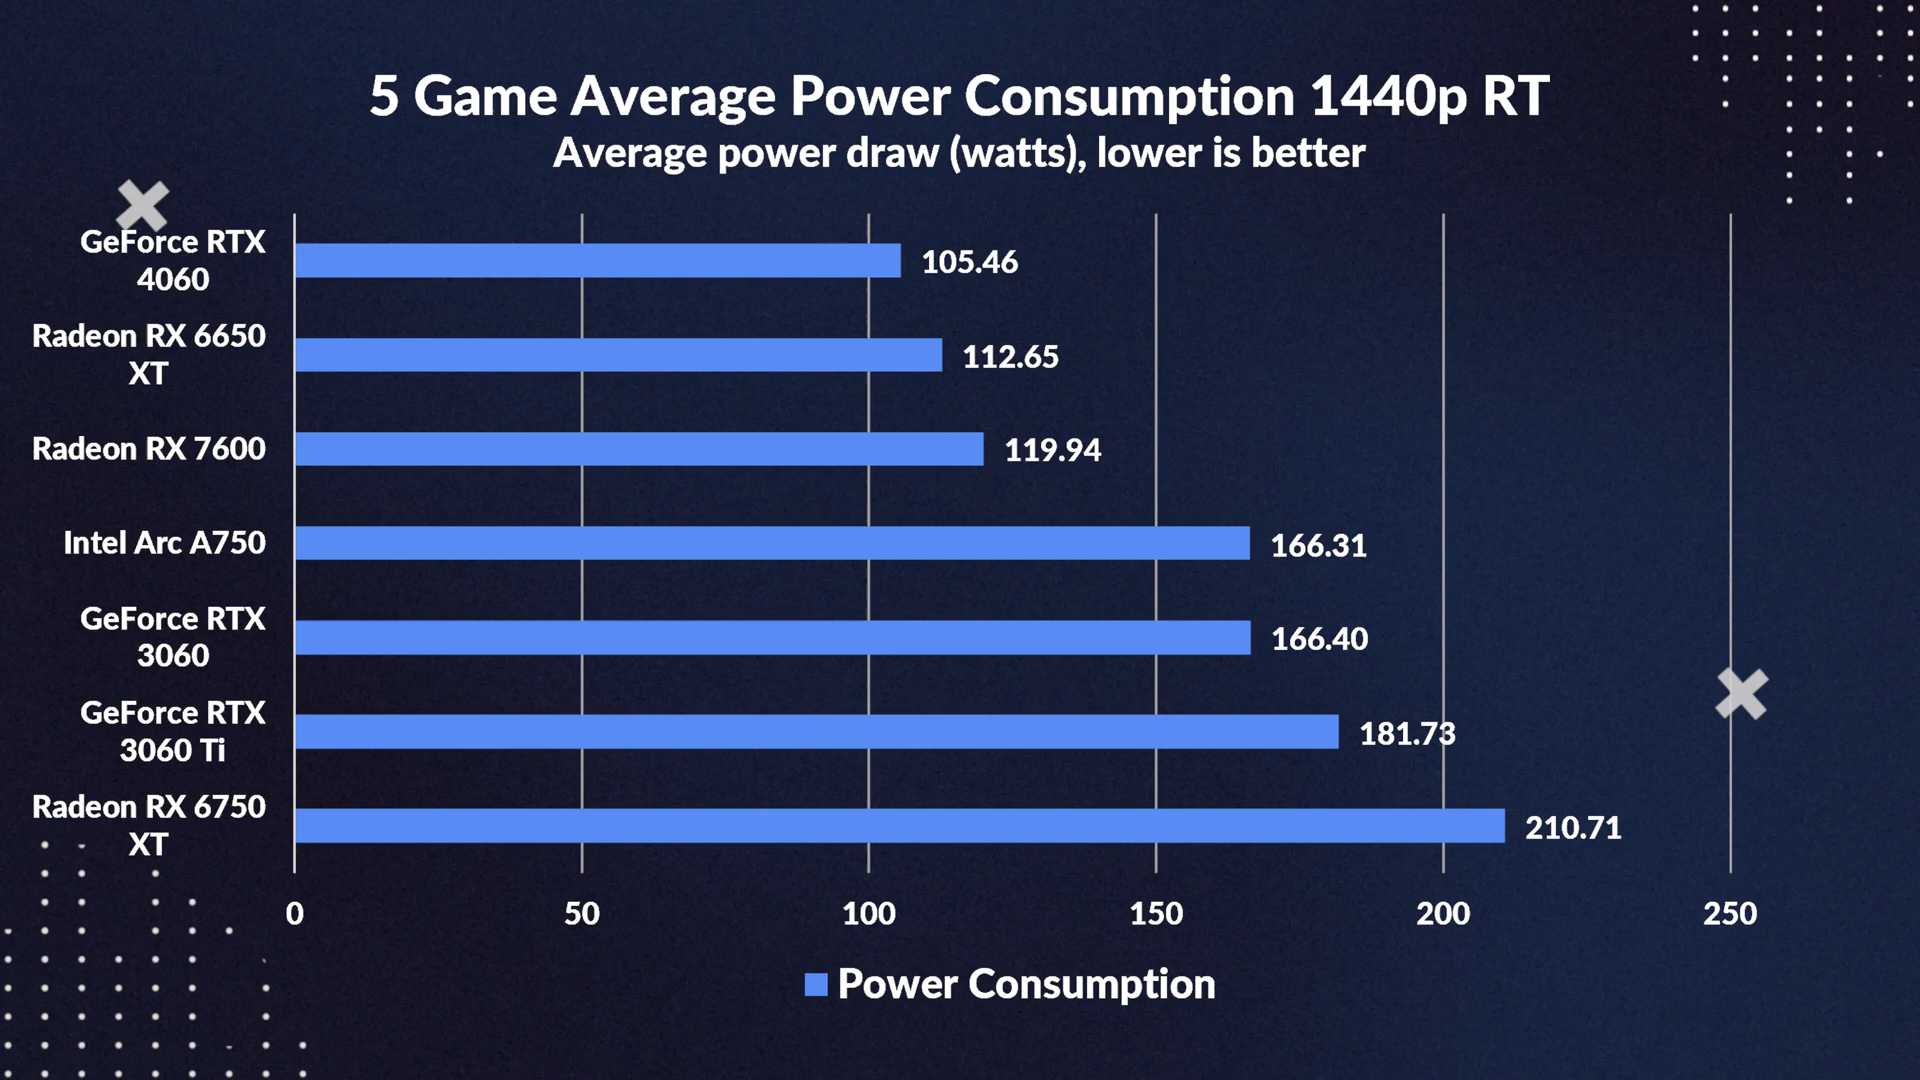 5 Game Average Power Consumption 1440p RT
Average power draw (watts), lower is better
GeForce RTX
4060
105.46
Radeon RX 6650
XT
112.65
Radeon RX 7600
119.94
Intel Arc A750
166.31
GeForce RTX
3060
166.40
GeForce RTX
3060 Ti
181.73
Radeon RX 6750
XT
210.71
0 50 100 150 200 250
Power Consumption